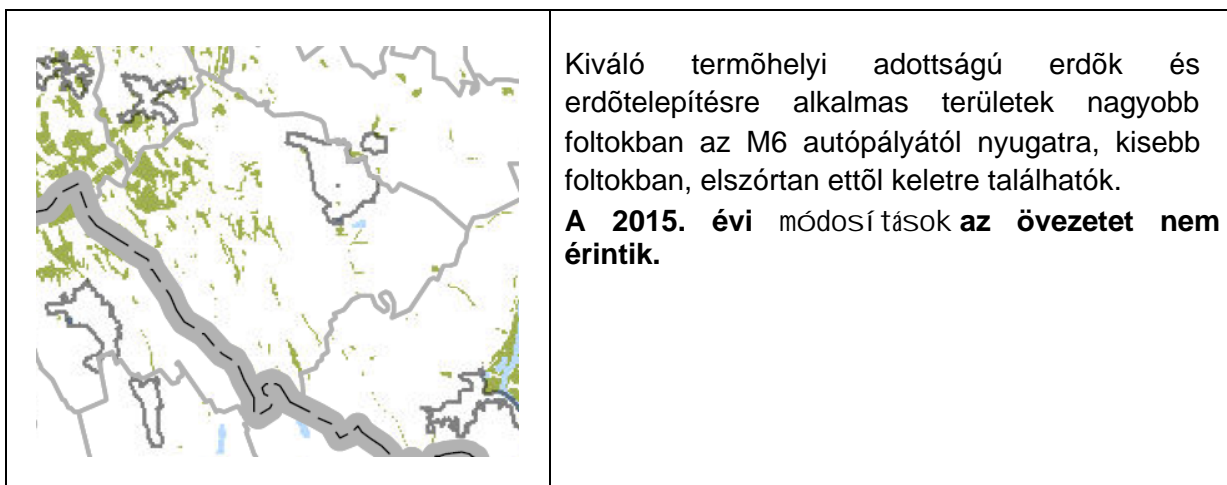 Kiváló termõhelyi adottságú erdõk és
erdõtelepítésre alkalmas területek nagyobb
foltokban az M6 autópályától nyugatra, kisebb
foltokban, elszórtan ettõl keletre találhatók.
A 2015. évi módosítások az övezetet nem
érintik.